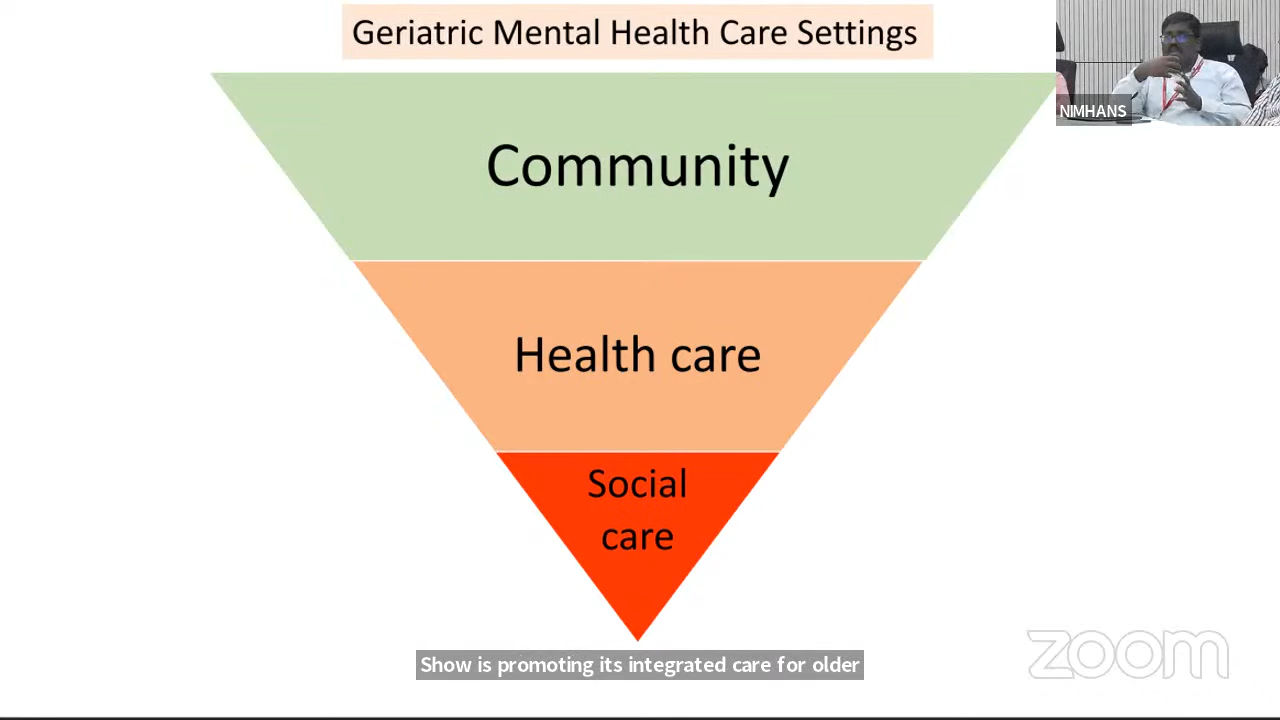 Geriatric Mental Health Care Settings
NIMHANS
Community
Health care
Social
care
Show is promoting its integrated care for older
zoom